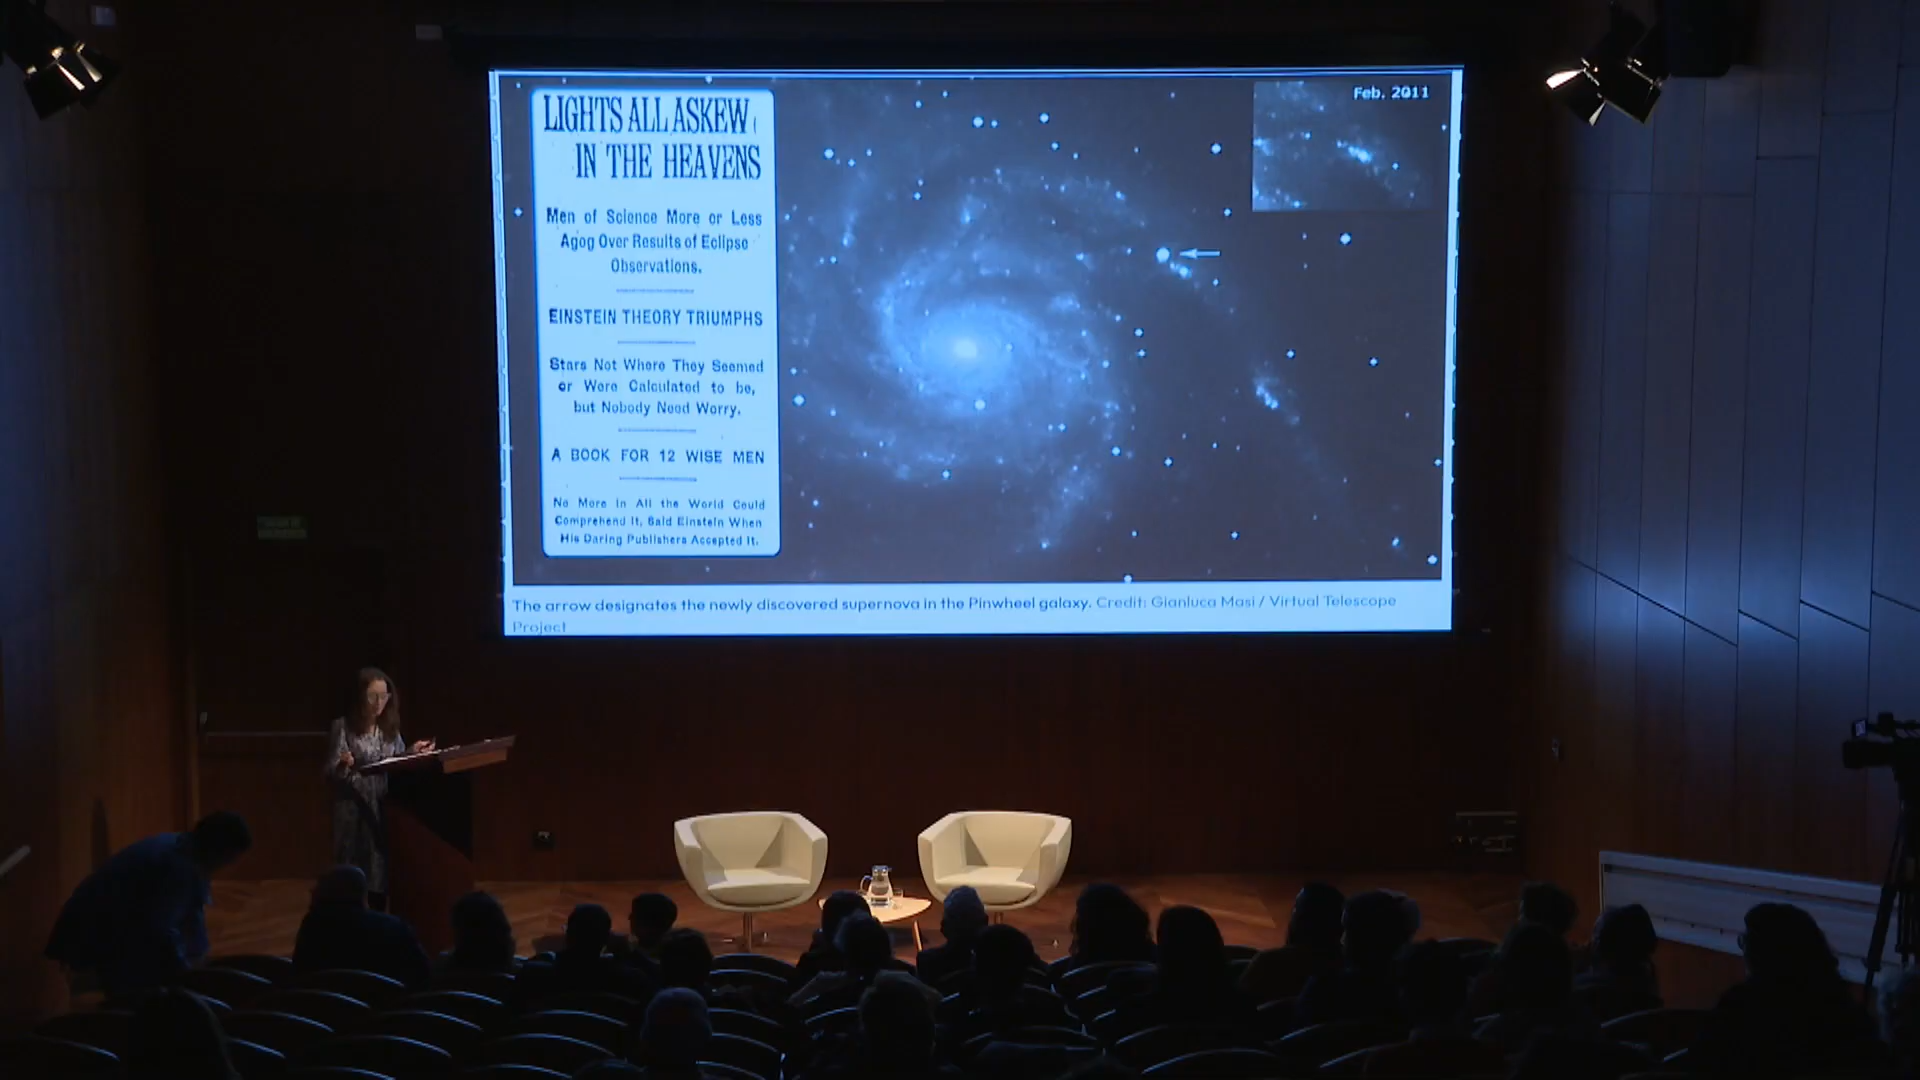 LIGHTS ALL ASKEW
IN THE HEAVENS
Men of Science More or Less
Agog Over Results of Eclipse
Observations.
EINSTEIN THEORY TRIUMPHS
Stars Not Where They Seemed
or Were Calculated to be,
but Nobody Need Worry.
A BOOK FOR 12 WISE MEN
No More in All the World Could
Comprehend It, Said Einstein When
His Daring Publishers Accepted It.
Feb. 2011
The arrow designates the newly discovered supernova in the Pinwheel galaxy. Credit: Gianluca Masi / Virtual Telescope
Project